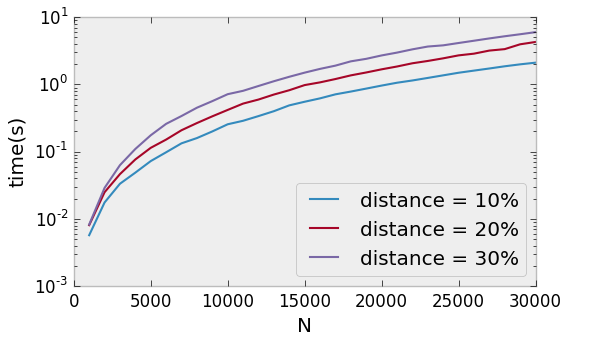 10^1
10^0
10^-1
10^-2
10^-3
time(s)
distance = 10%
distance = 20%
distance = 30%
0 5000 10000 15000 20000 25000 30000
N